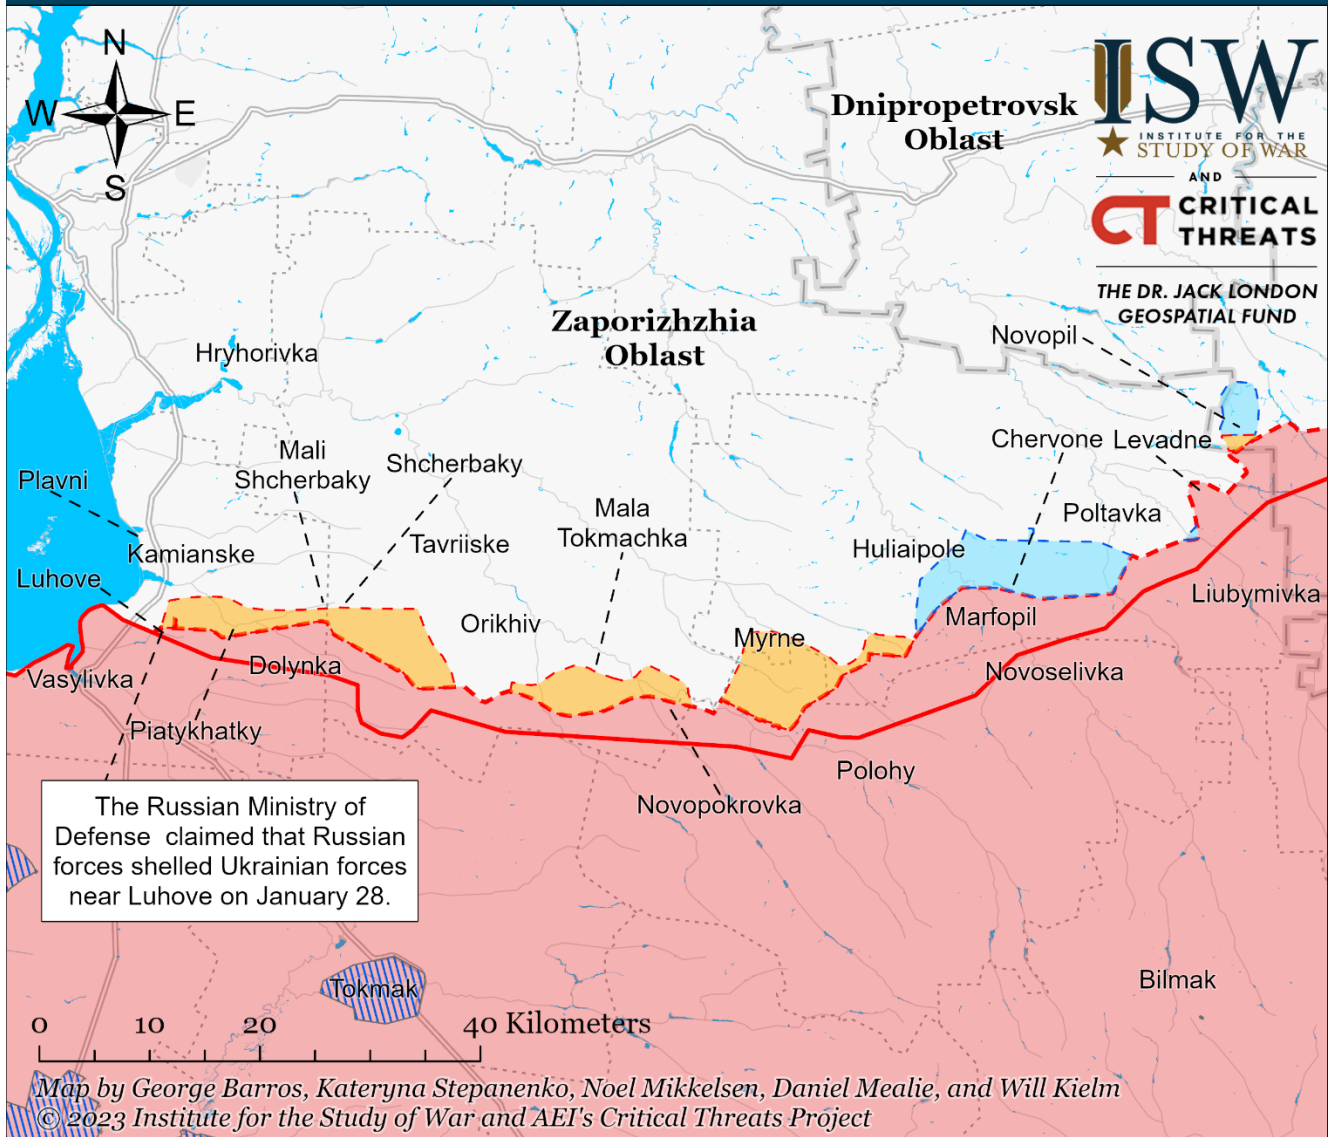 N
W
E
S
Dnipropetrovsk
Oblast
ISW
INSTITUTE FOR THE
STUDY OF WAR
AND
CT CRITICAL
THREATS
THE DR. JACK LONDON
GEOSPATIAL FUND
Zaporizhzhia
Oblast
Novopil
Hryhorivka
Mali
Shcherbaky
Shcherbaky
Chervone
Levadne
Plavni
Mala
Tokmachka
Poltavka
Kamianske
Tavriiske
Huliaipole
Luhove
Liubymivka
Orikhiv
Marfopil
Myrne
Dolynka
Vasylivka
Novoselivka
Piatykhatky
Polohy
Novopokrovka
The Russian Ministry of
Defense claimed that Russian
forces shelled Ukrainian forces
near Luhove on January 28.
Bilmak
Tokmak
0 10 20 40 Kilometers
Map by George Barros, Kateryna Stepanenko, Noel Mikkelsen, Daniel Mealie, and Will Kielm
© 2023 Institute for the Study of War and AEI's Critical Threats Project